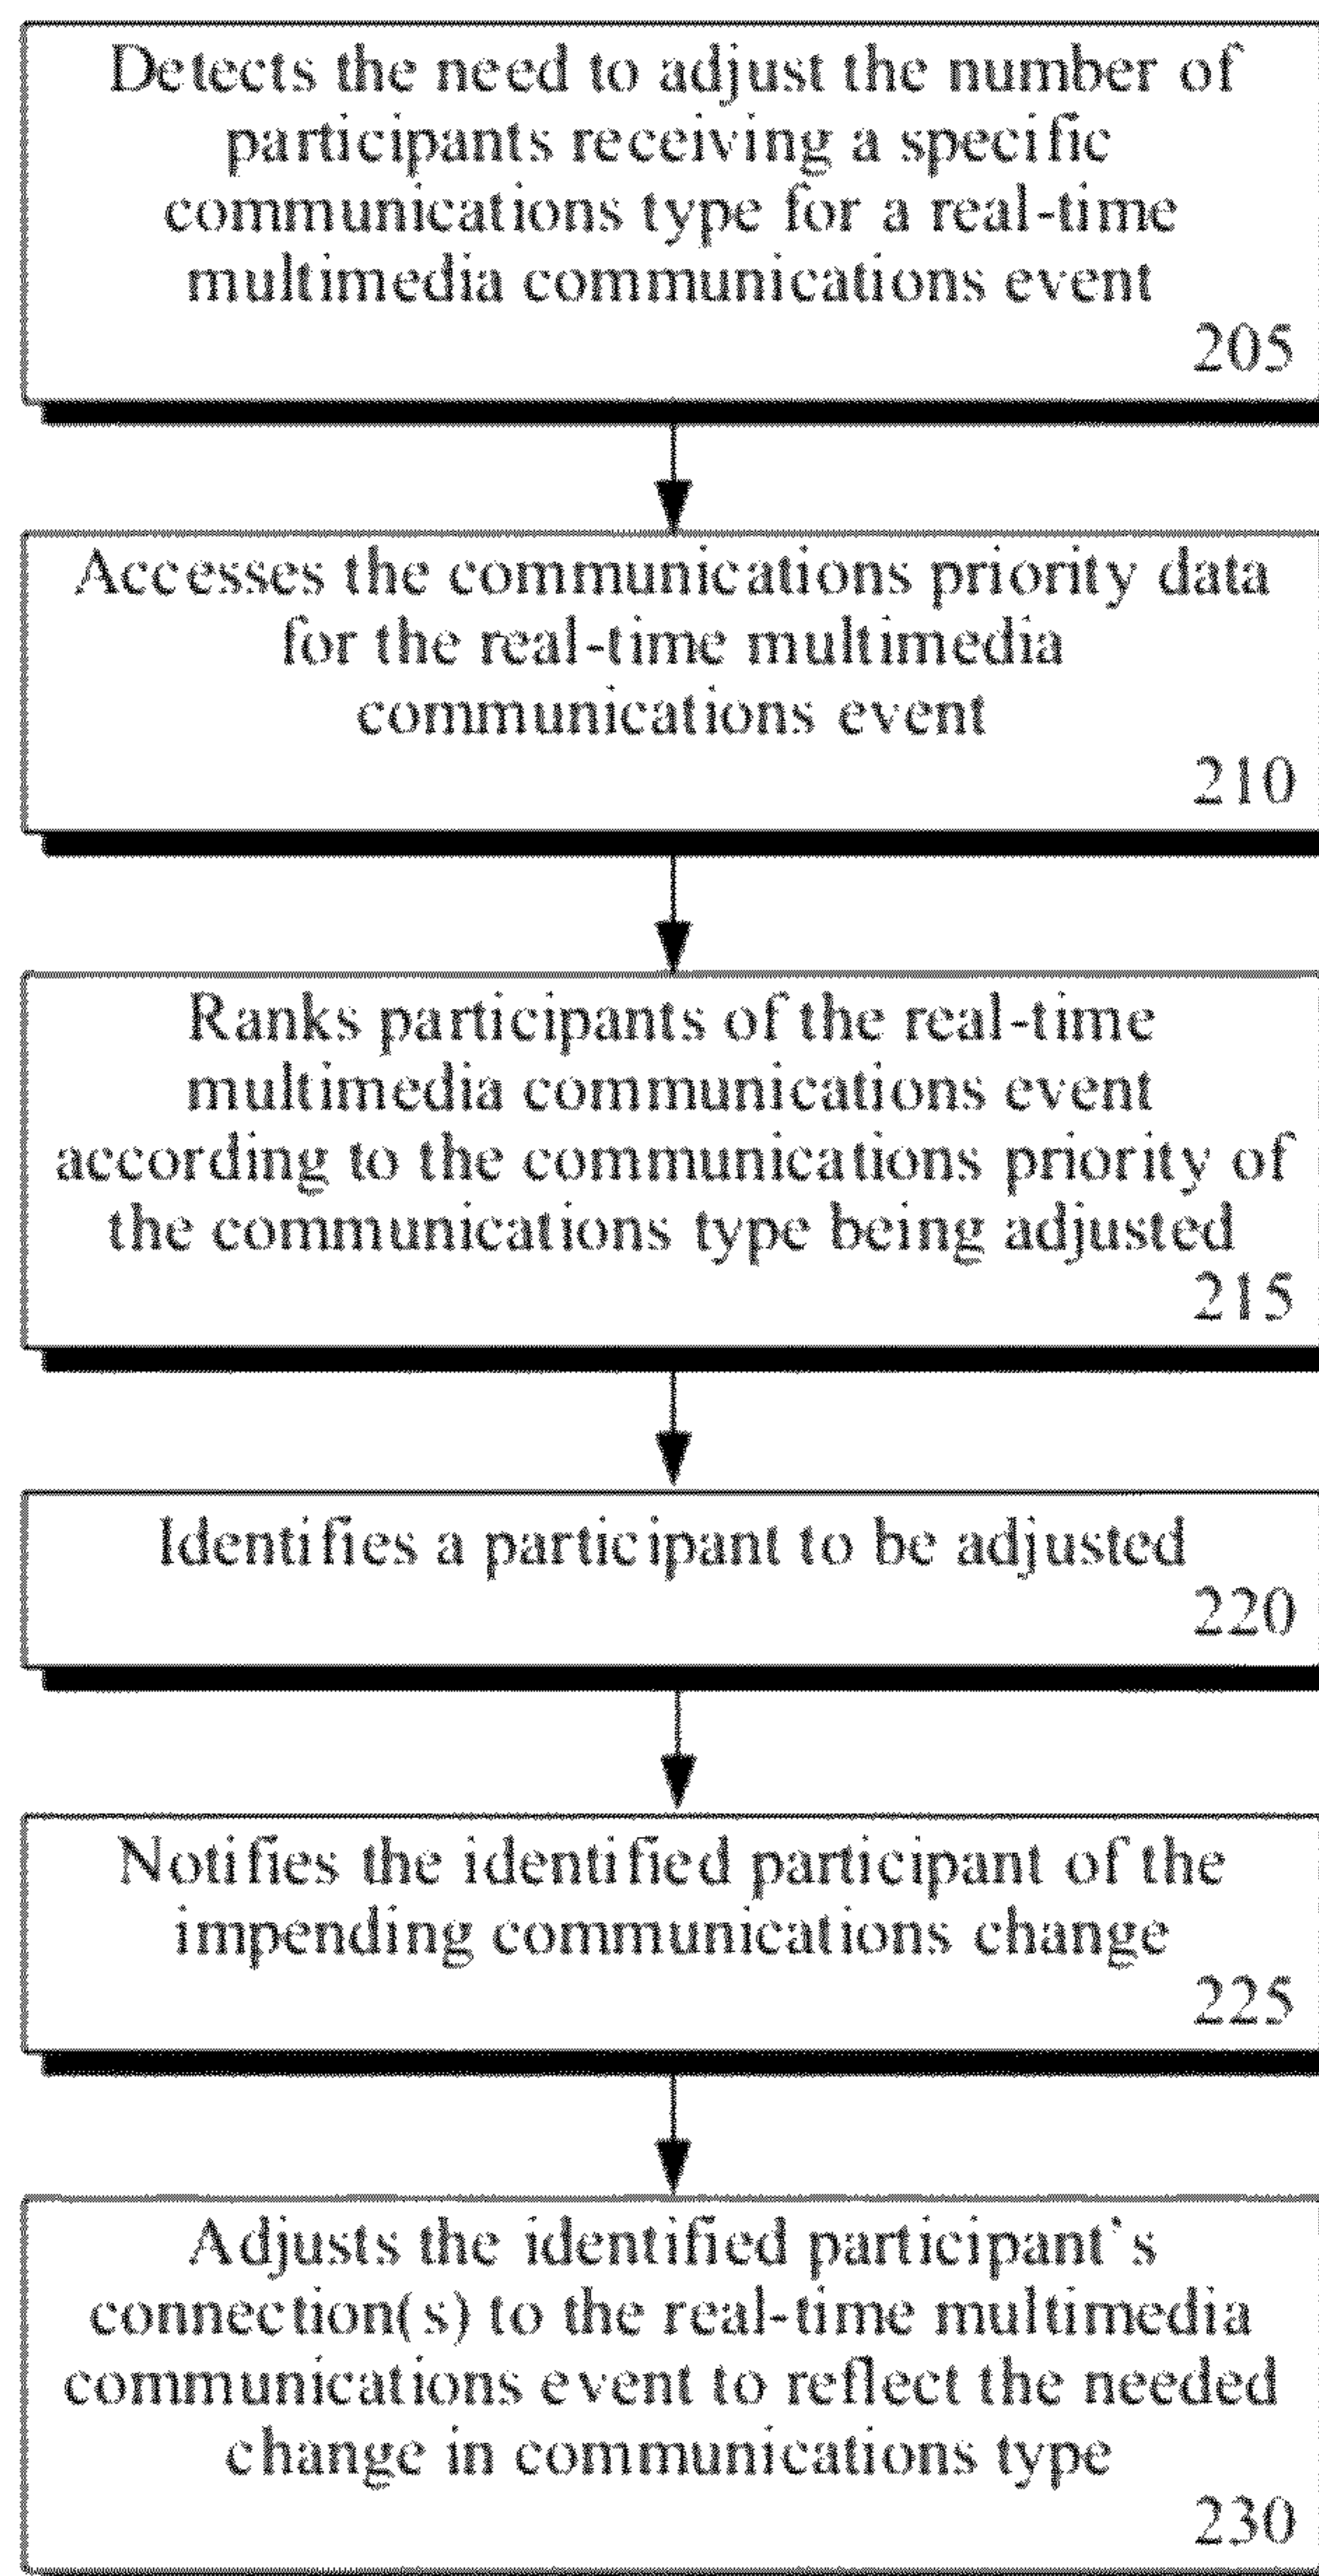 Detects the need to adjust the number of
participants receiving a specific
communications type for a real-time
multimedia communications event
205
Accesses the communications priority data
for the real-time multimedia
communications event
210
Ranks participants of the real-time
multimedia communications event
according to the communications priority of
the communications type being adjusted
215
Identifies a participant to be adjusted
220
Notifies the identified participant of the
impending communications change
225
Adjusts the identified participant's
connection(s) to the real-time multimedia
communications event to reflect the needed
change in communications type
230